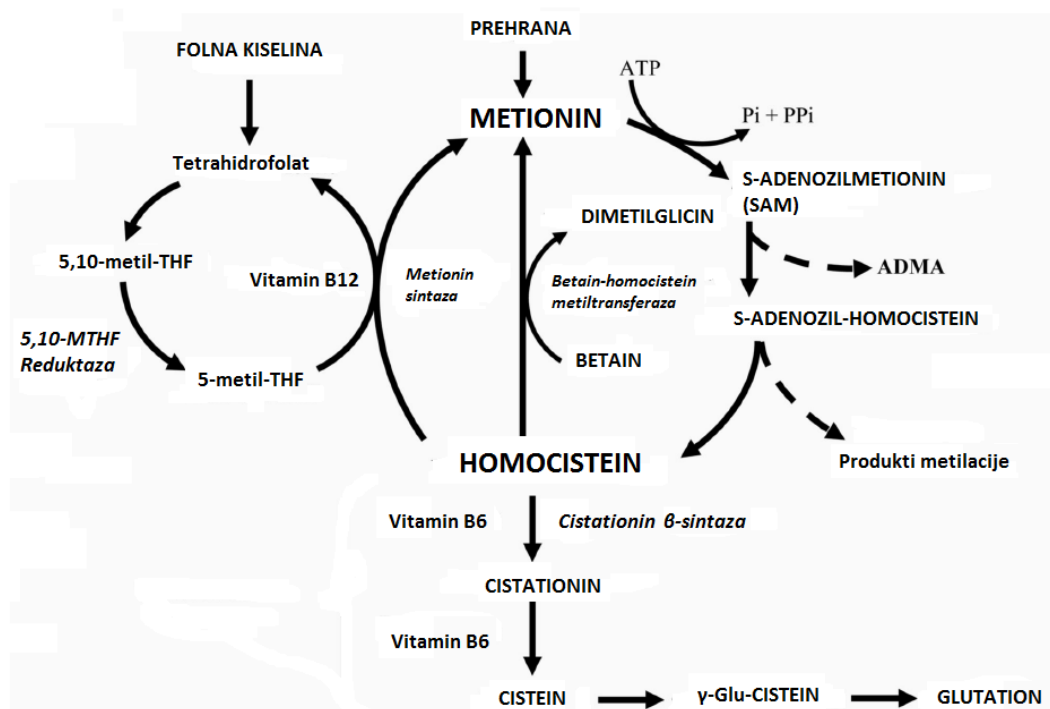 PREHRANA
FOLNA KISELINA
ATP
METIONIN
Pi + PPi
Tetrahidrofolat
S-ADENOZILMETIONIN
(SAM)
DIMETILGLICIN
5,10-metil-THF
Vitamin B12
Metionin
sintaza
Betain-homocistein
metiltransferaza
ADMA
S-ADENOZIL-HOMOCISTEIN
5,10-MTHF
Reduktaza
5-metil-THF
BETAIN
HOMOCISTEIN
Produkti metilacije
Vitamin B6
Cistationin β-sintaza
CISTATIONIN
Vitamin B6
CISTEIN
γ-Glu-CISTEIN
GLUTATION